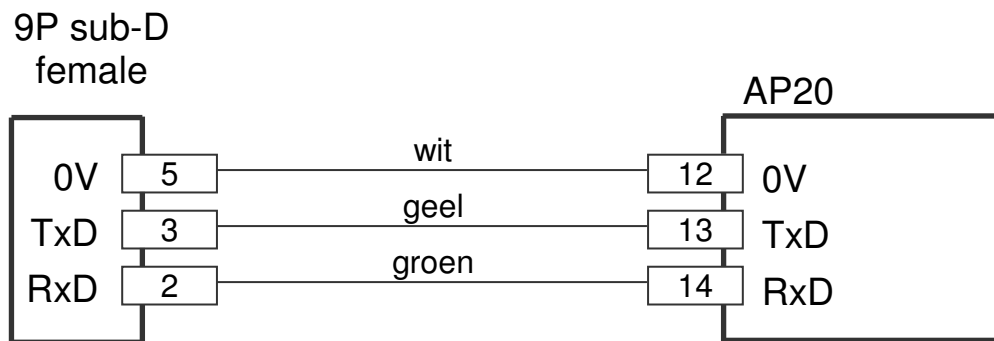 9P sub-D
female
AP20
0V 5 wit 12 0V
TxD 3 geel 13 TxD
RxD 2 groen 14 RxD